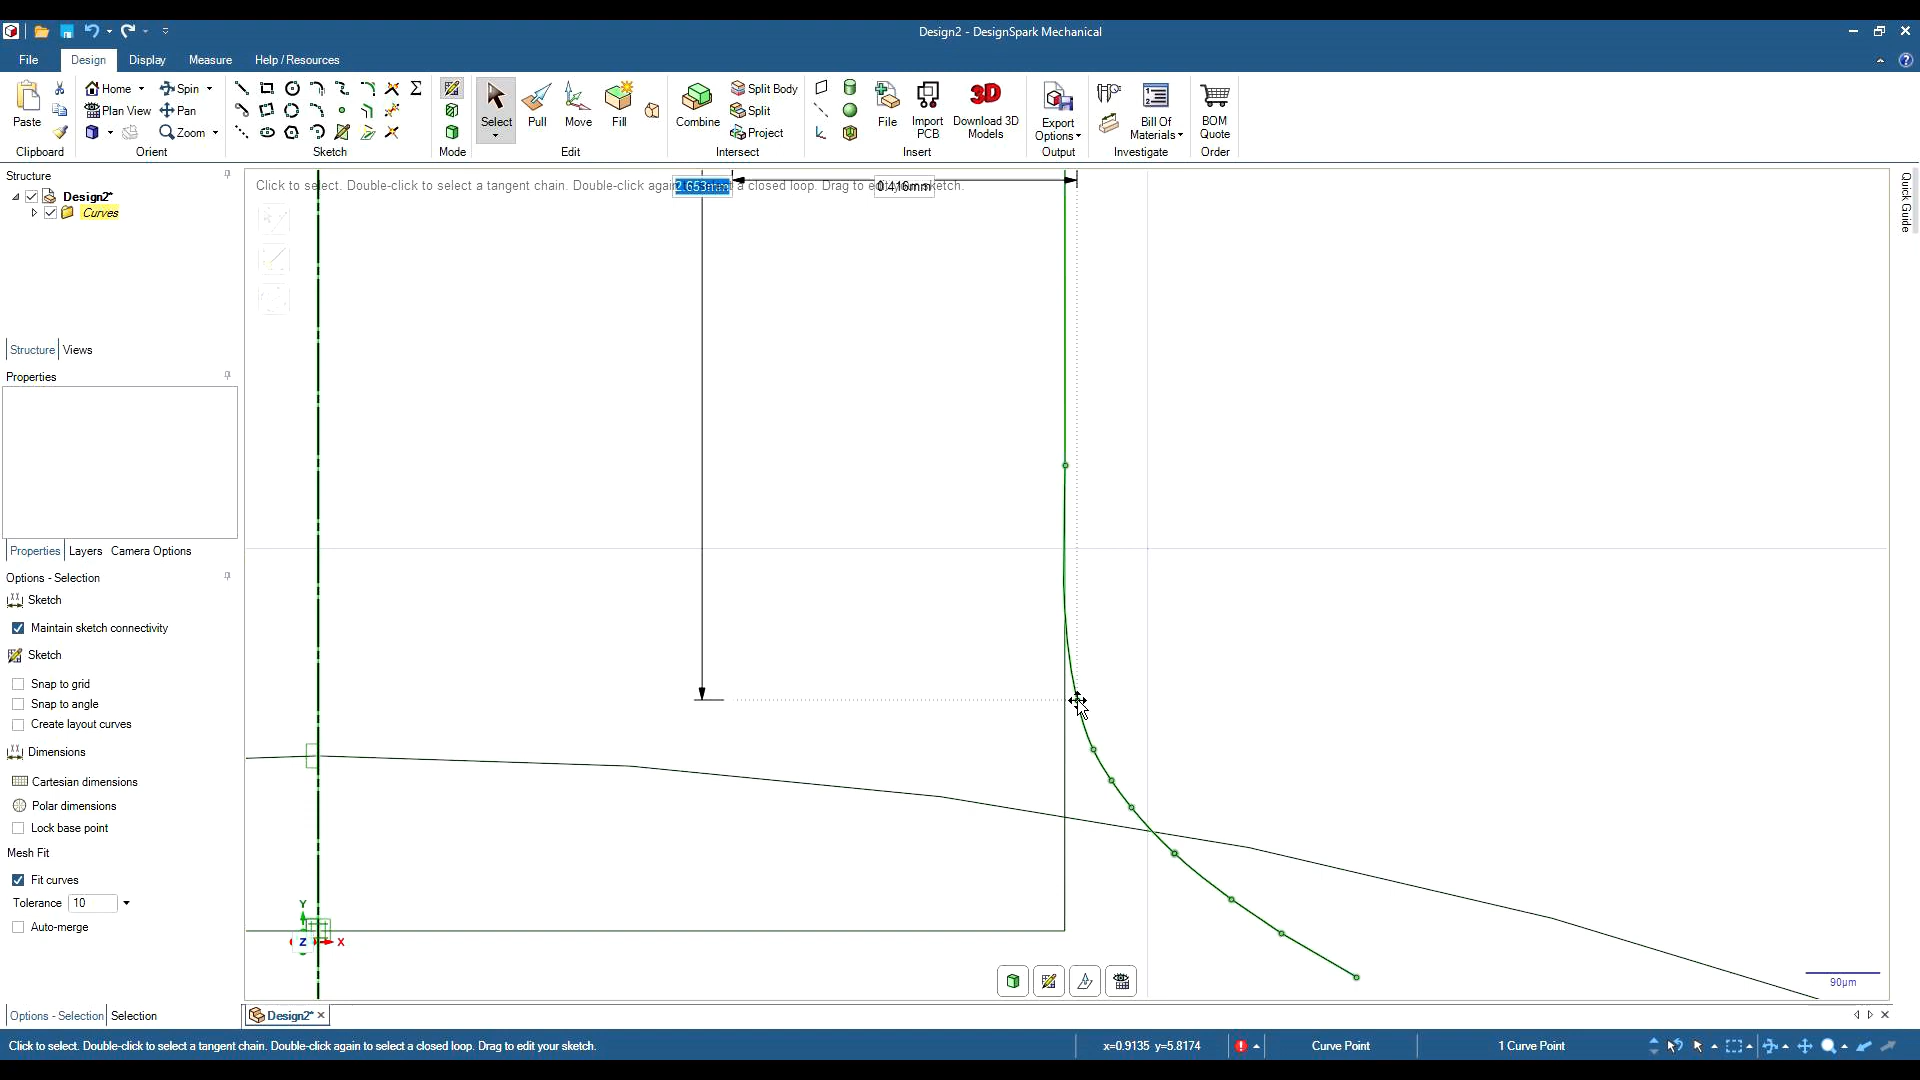 Design2 - DesignSpark Mechanical
File Design Display Measure Help / Resources
Home Spin
Plan View Pan
Zoom
Paste
Select Pull Move Fill
Combine
Split Body
Split
Project
File
Import PCB
Download 3D Models
Export Options
Bill Of Materials
BOM Quote
Clipboard Orient Sketch Mode Edit Intersect Insert Output Investigate Order
Structure
Design2*
Curves
Structure Views
Properties
Properties Layers Camera Options
Options - Selection
Sketch
Maintain sketch connectivity
Sketch
Snap to grid
Snap to angle
Create layout curves
Dimensions
Cartesian dimensions
Polar dimensions
Lock base point
Mesh Fit
Fit curves
Tolerance 10
Auto-merge
Options - Selection Selection
Click to select. Double-click to select a tangent chain. Double-click again a closed loop. Drag to edit your sketch.
2.653mm
0.416mm
Quick Guide
Y
Z X
90µm
Design2*
Click to select. Double-click to select a tangent chain. Double-click again to select a closed loop. Drag to edit your sketch.
x=0.9135 y=5.8174
Curve Point
1 Curve Point